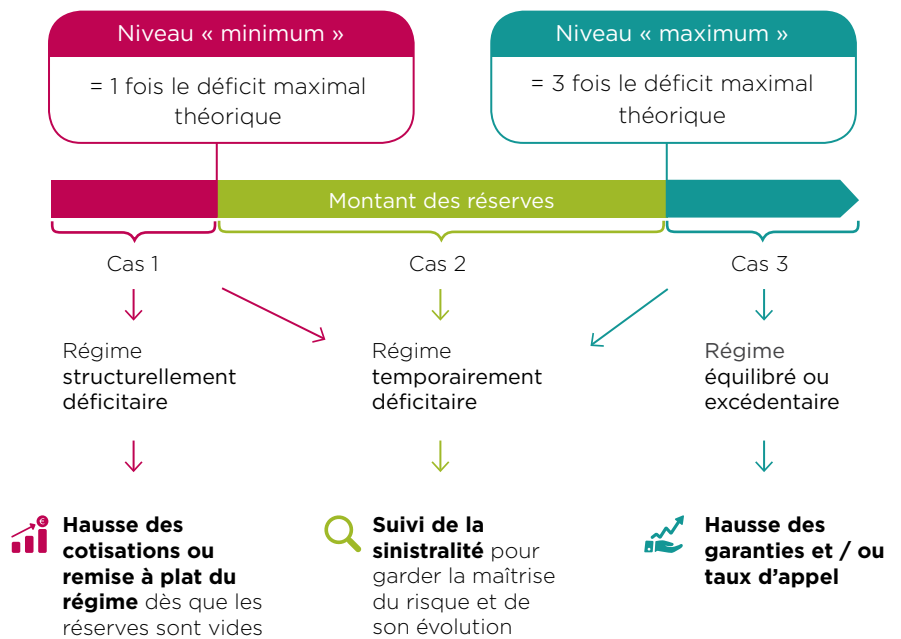 Niveau « minimum »
= 1 fois le déficit maximal
théorique
Niveau « maximum »
= 3 fois le déficit maximal
théorique
Montant des réserves
Cas 1
Cas 2
Cas 3
Régime
structurellement
déficitaire
Régime
temporairement
déficitaire
Régime
équilibré ou
excédentaire
€
Hausse des
cotisations ou
remise à plat du
régime dès que les
réserves sont vides
Suivi de la
sinistralité pour
garder la maîtrise
du risque et de
son évolution
Hausse des
garanties et / ou
taux d’appel